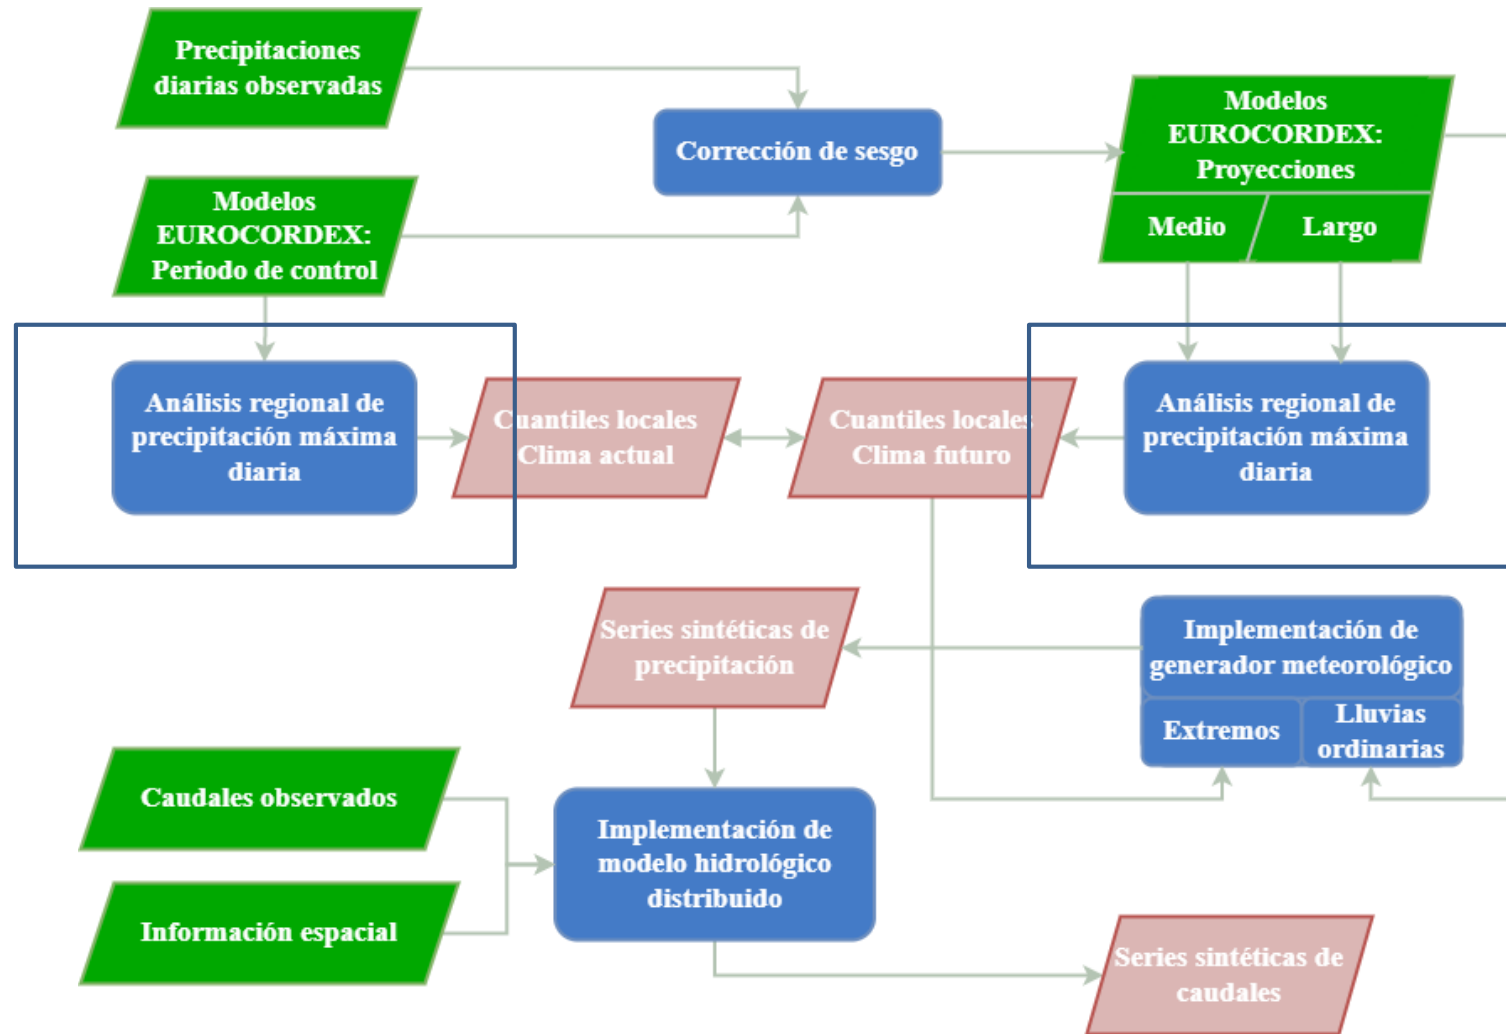 Precipitaciones
diarias observadas
Modelos
EUROCORDEX:
Periodo de control
Corrección de sesgo
Modelos
EUROCORDEX:
Proyecciones
Medio
Largo
Análisis regional de
precipitación máxima
diaria
Cuantiles locales
Clima actual
Cuantiles locales
Clima futuro
Análisis regional de
precipitación máxima
diaria
Series sintéticas de
precipitación
Implementación de
generador meteorológico
Extremos
Lluvias
ordinarias
Caudales observados
Información espacial
Implementación de
modelo hidrológico
distribuido
Series sintéticas de
caudales